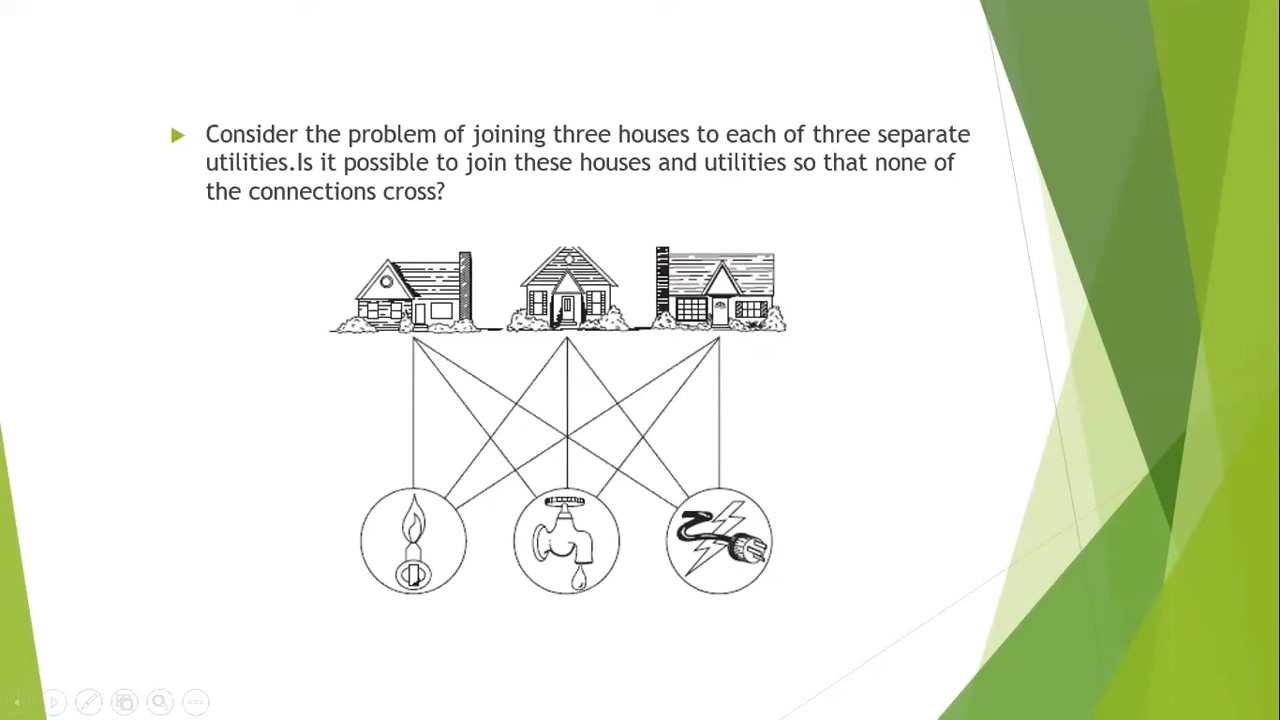 Consider the problem of joining three houses to each of three separate
utilities.Is it possible to join these houses and utilities so that none of
the connections cross?